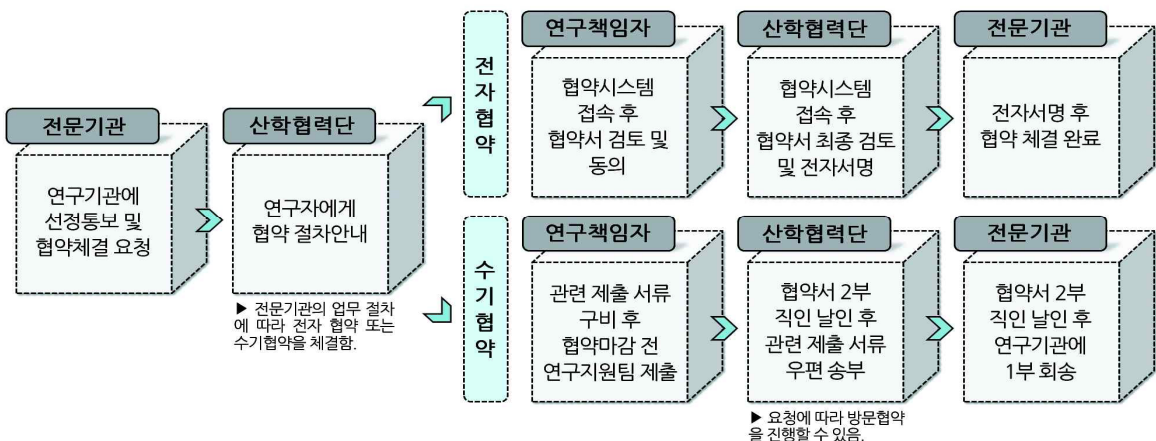 전문기관
연구기관에
선정통보 및
협약체결 요청
산학협력단
연구자에게
협약 절차안내
▶ 전문기관의 업무 절차
에 따라 전자 협약 또는
수기협약을 체결함.
전자협약
연구책임자
협약시스템
접속 후
협약서 검토 및
동의
산학협력단
협약시스템
접속 후
협약서 최종 검토
및 전자서명
전문기관
전자서명 후
협약 체결 완료
수기협약
연구책임자
관련 제출 서류
구비 후
협약마감 전
연구지원팀 제출
산학협력단
협약서 2부
직인 날인 후
관련 제출 서류
우편 송부
▶ 요청에 따라 방문협약
을 진행할 수 있음.
전문기관
협약서 2부
직인 날인 후
연구기관에
1부 회송